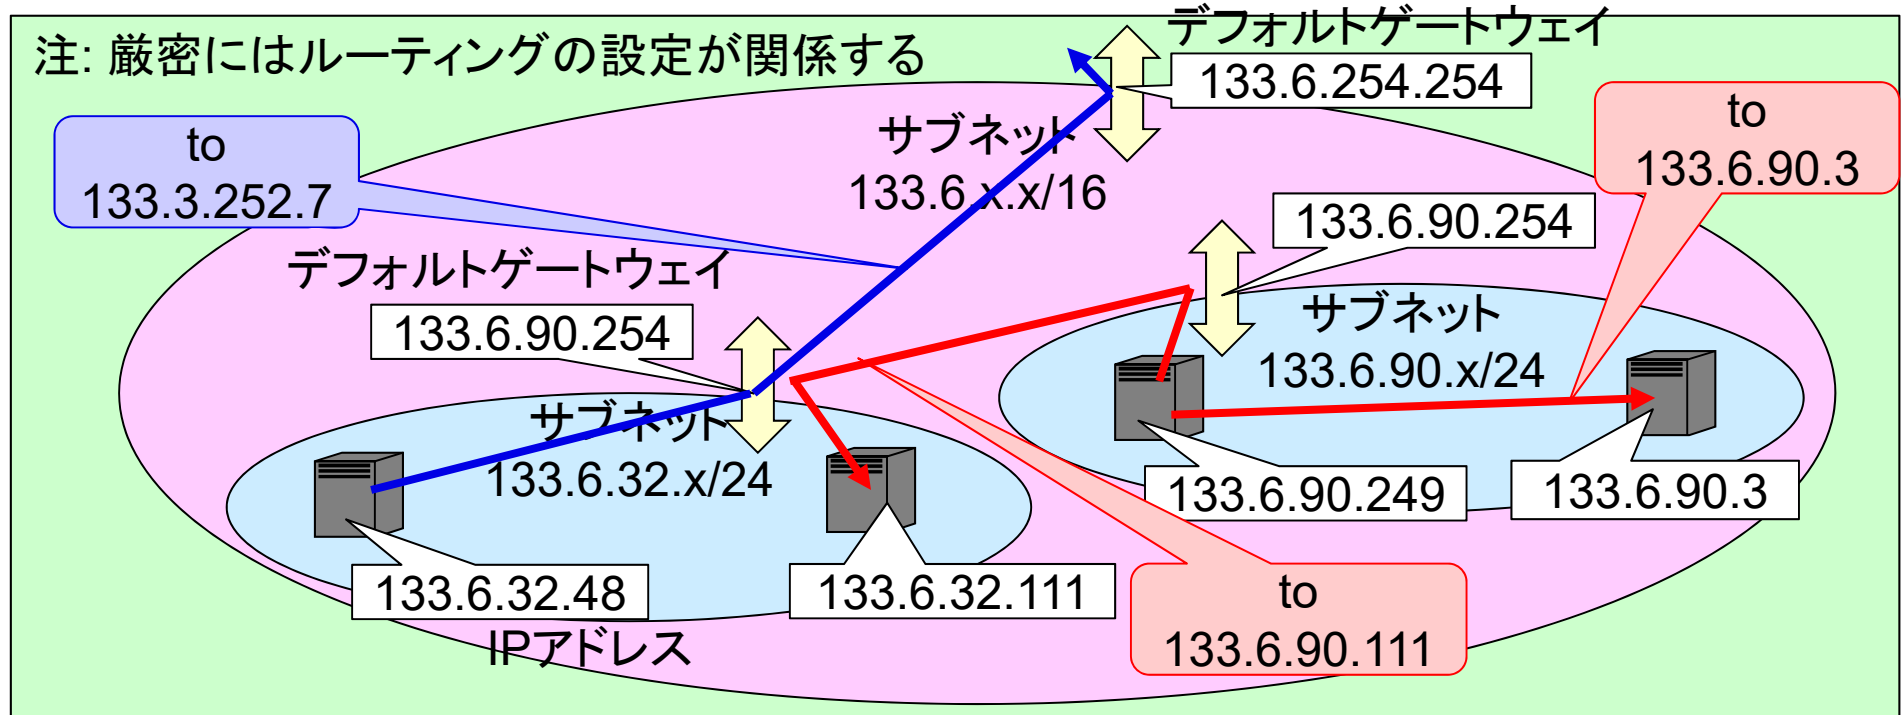 注: 厳密にはルーティングの設定が関係する
デフォルトゲートウェイ
133.6.254.254
to
133.3.252.7
サブネット
133.6.x.x/16
to
133.6.90.3
133.6.90.254
デフォルトゲートウェイ
133.6.90.254
サブネット
133.6.90.x/24
サブネット
133.6.32.x/24
133.6.90.249
133.6.90.3
133.6.32.48
133.6.32.111
to
133.6.90.111
IPアドレス